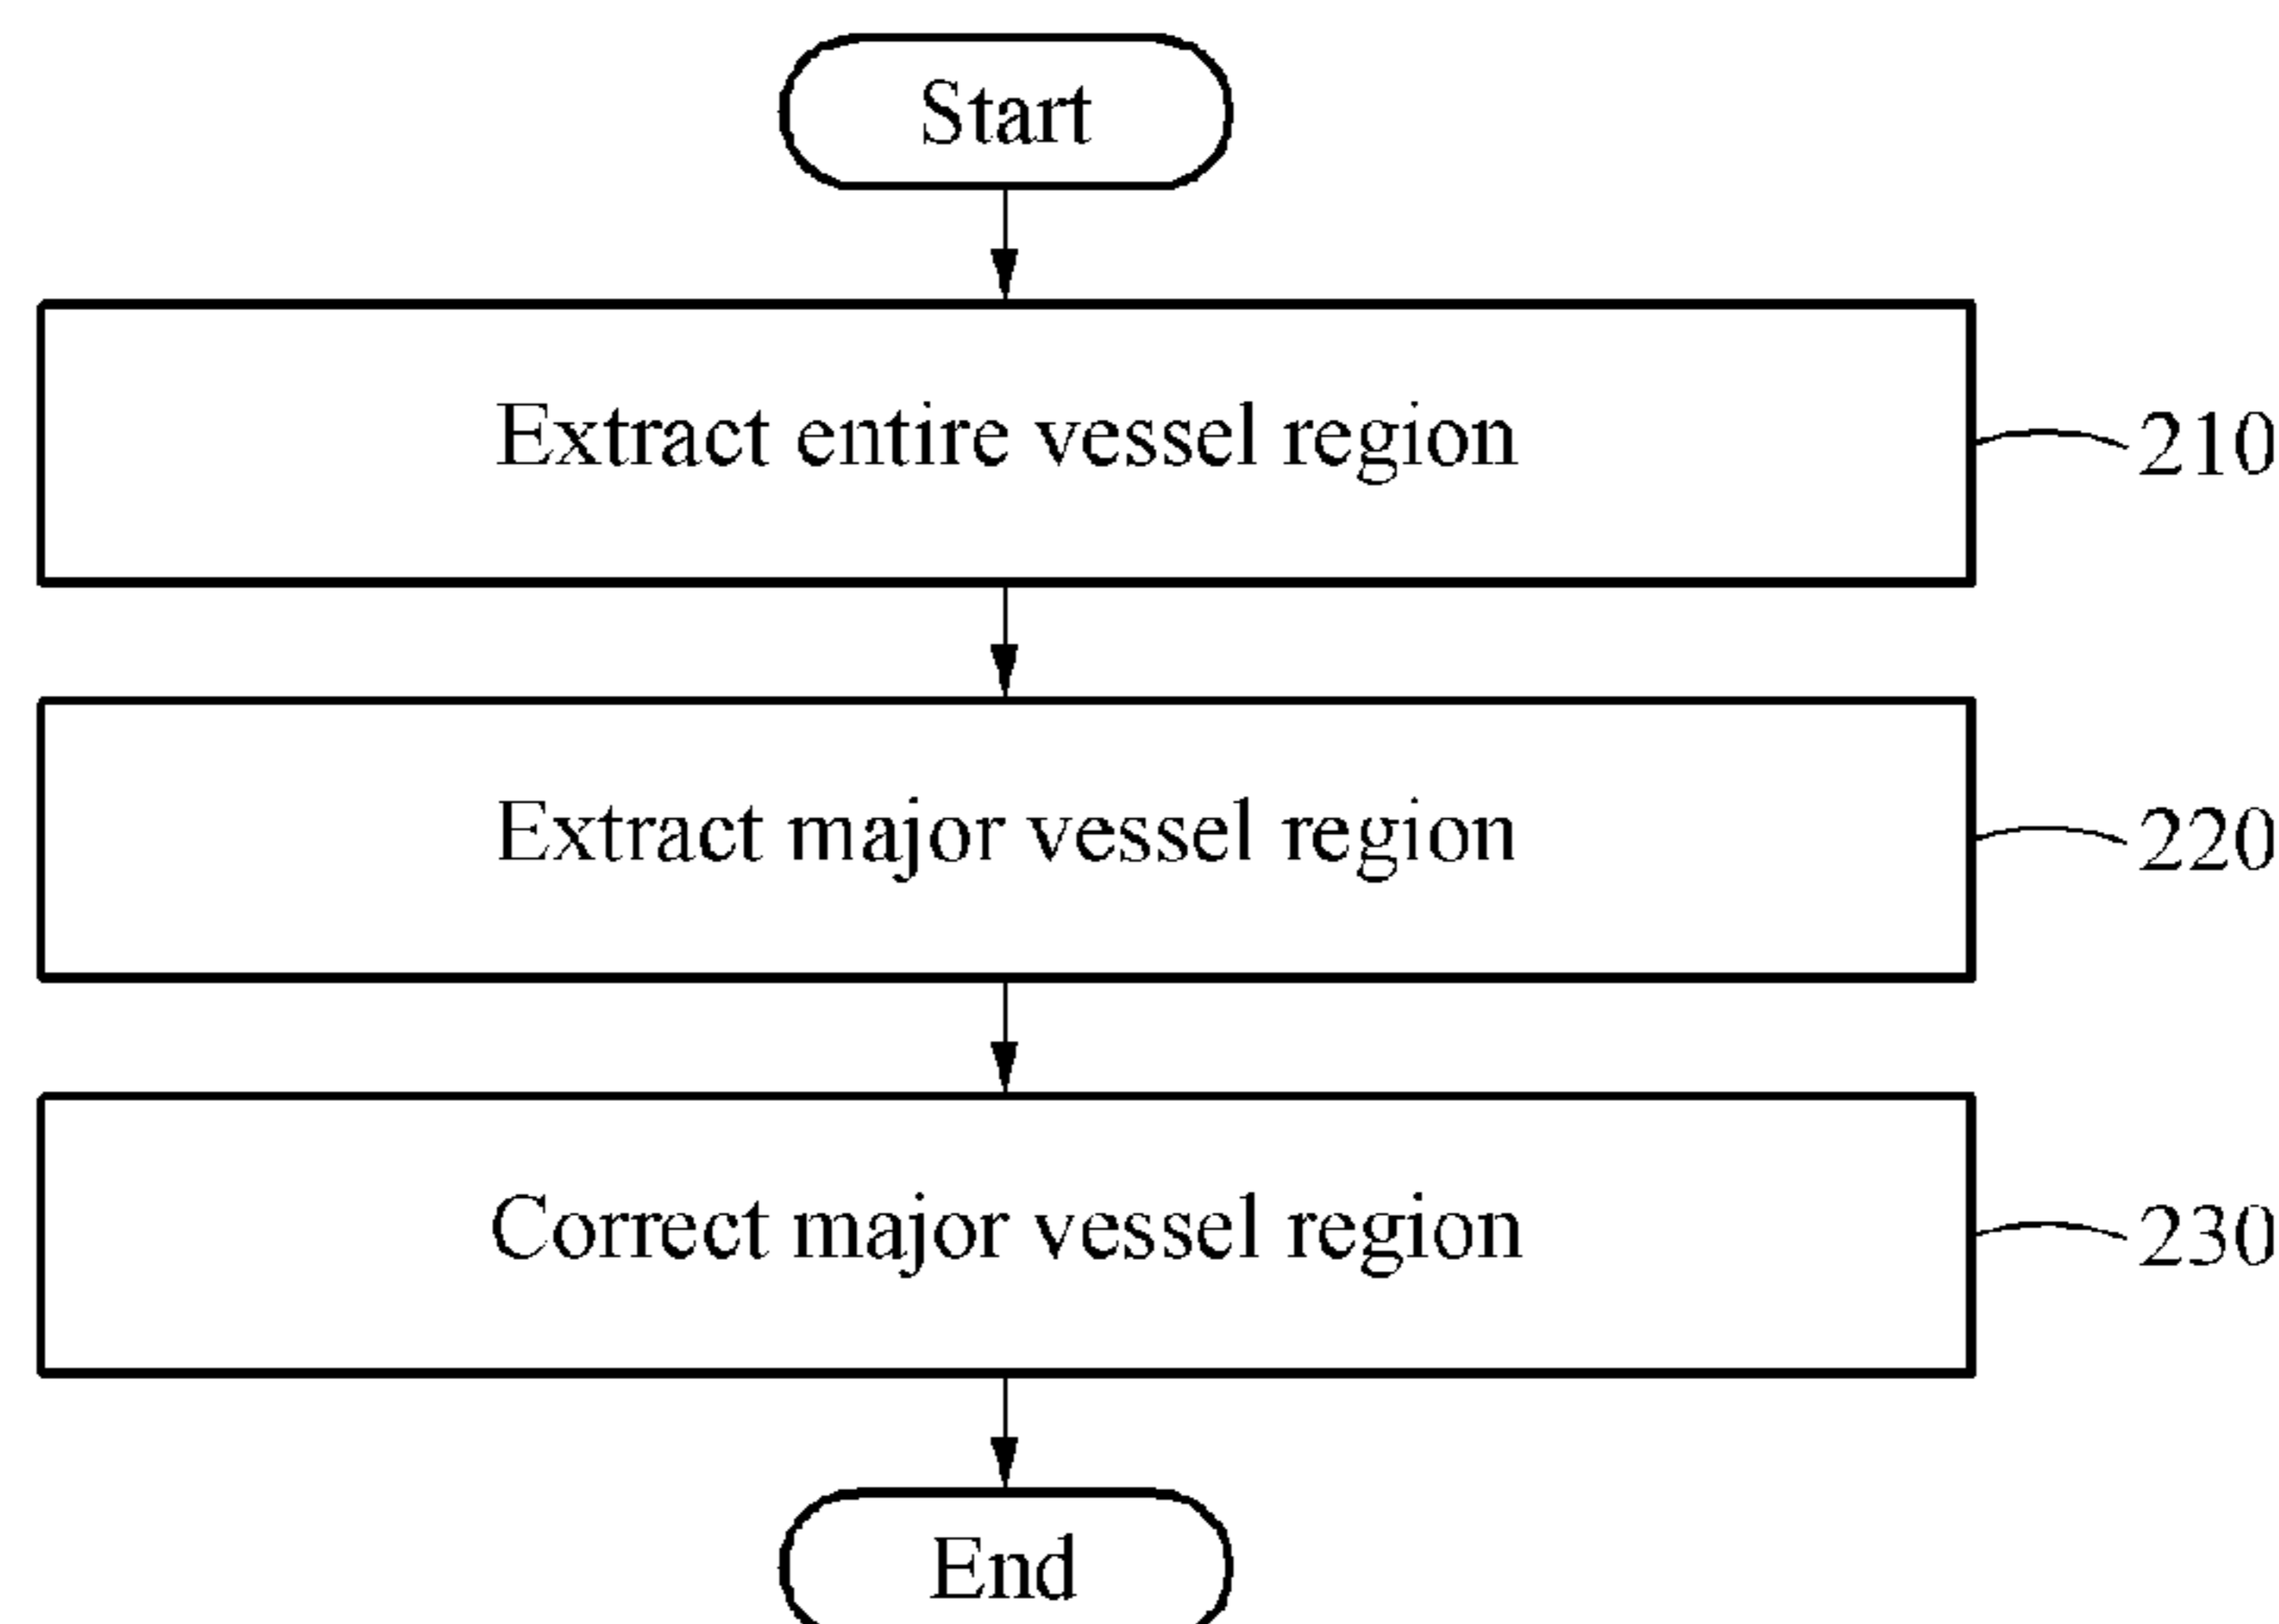 Start
Extract entire vessel region
210
Extract major vessel region
220
Correct major vessel region
230
End